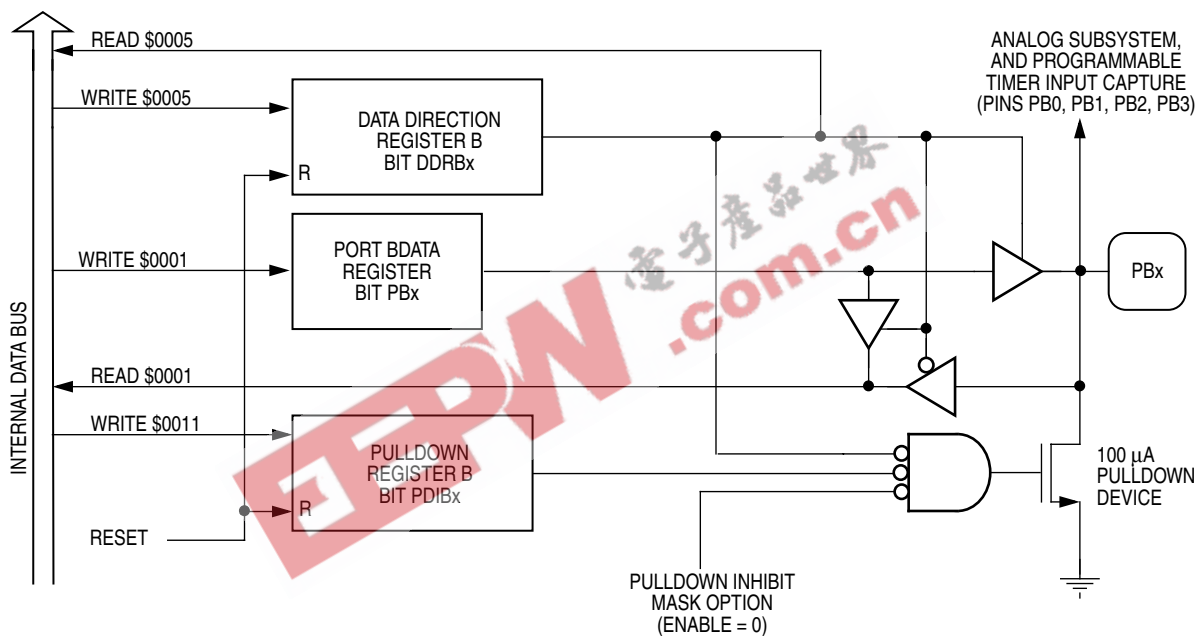 READ $0005
WRITE $0005
DATA DIRECTION
REGISTER B
BIT DDRBx
R
ANALOG SUBSYSTEM,
AND PROGRAMMABLE
TIMER INPUT CAPTURE
(PINS PB0, PB1, PB2, PB3)
WRITE $0001
PORT BDATA
REGISTER
BIT PBx
PBx
電子產品世界
.com.cn
EEPW
READ $0001
WRITE $0011
PULLDOWN
REGISTER B
BIT PDIBx
R
RESET
INTERNAL DATA BUS
100 µA
PULLDOWN
DEVICE
PULLDOWN INHIBIT
MASK OPTION
(ENABLE = 0)